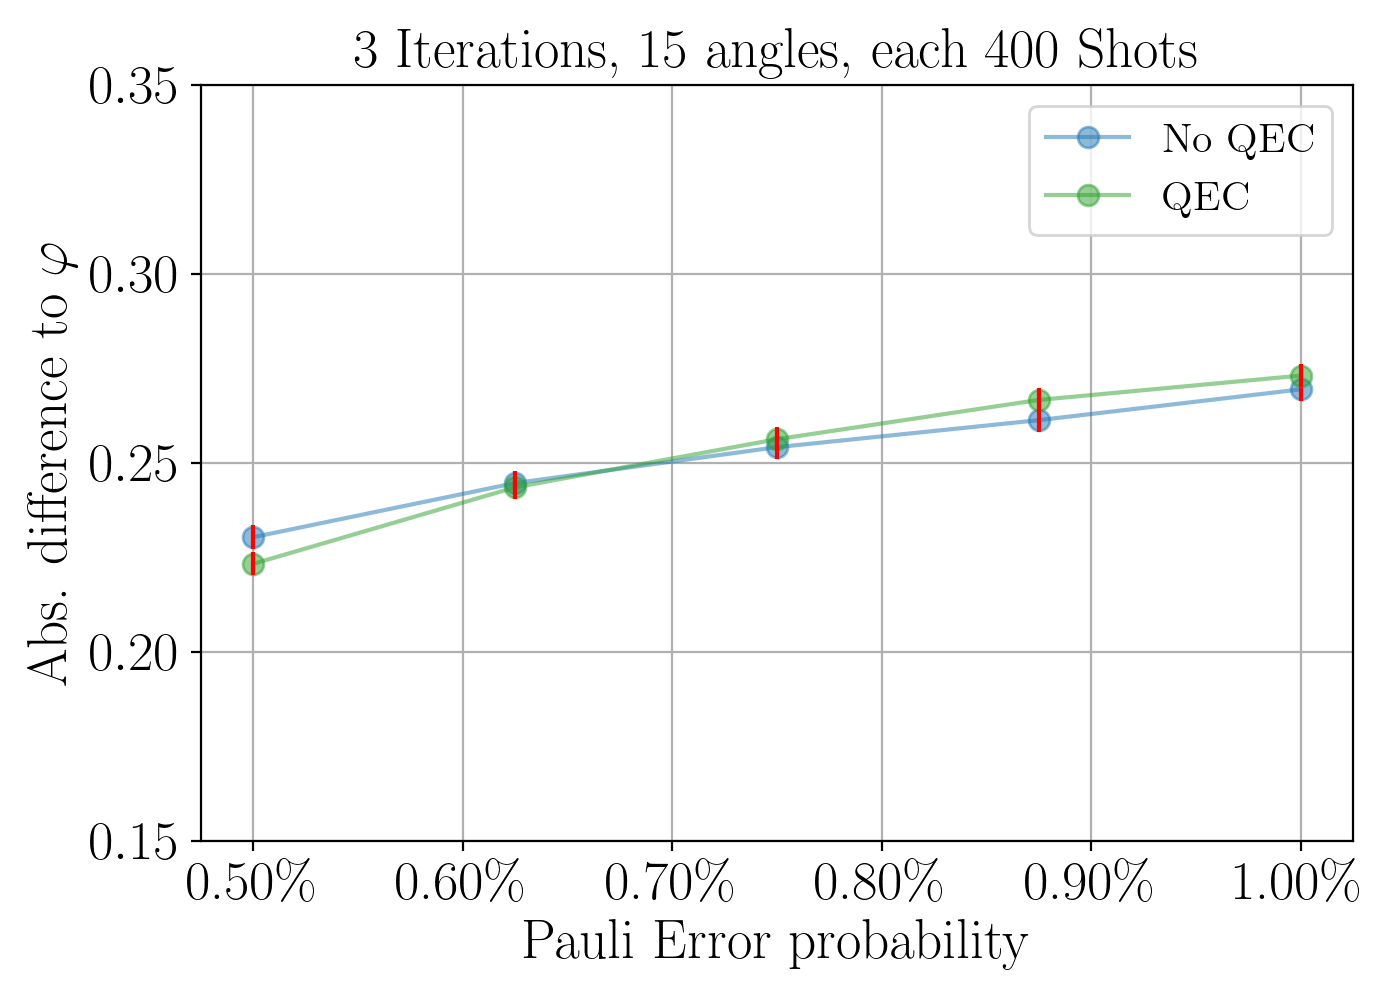 3 Iterations, 15 angles, each 400 Shots
0.35
0.30
0.25
0.20
0.15
Abs. difference to φ
No QEC
QEC
0.50% 0.60% 0.70% 0.80% 0.90% 1.00%
Pauli Error probability